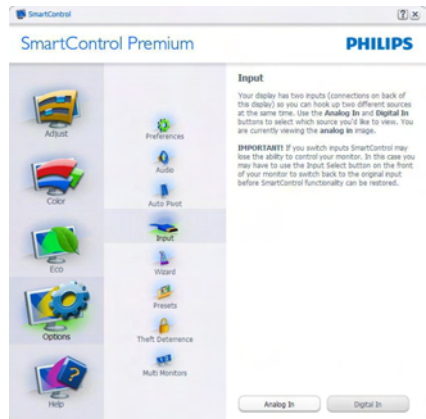 SmartControl
SmartControl Premium
PHILIPS
Adjust
Color
Eco
Options
Help
Preferences
Audio
Auto Pivot
Input
Wizard
Presets
Theft Deterrence
Multi Monitors
Input
Your display has two inputs (connections on back of
this display) so you can hook up two different sources
at the same time. Use the Analog In and Digital In
buttons to select which source you'd like to view. You
are currently viewing the analog in image.
IMPORTANT! If you switch inputs SmartControl may
lose the ability to control your monitor. In this case you
may have to use the Input Select button on the front
of your monitor to switch back to the original input
before SmartControl functionality can be restored.
Analog In
Digital In